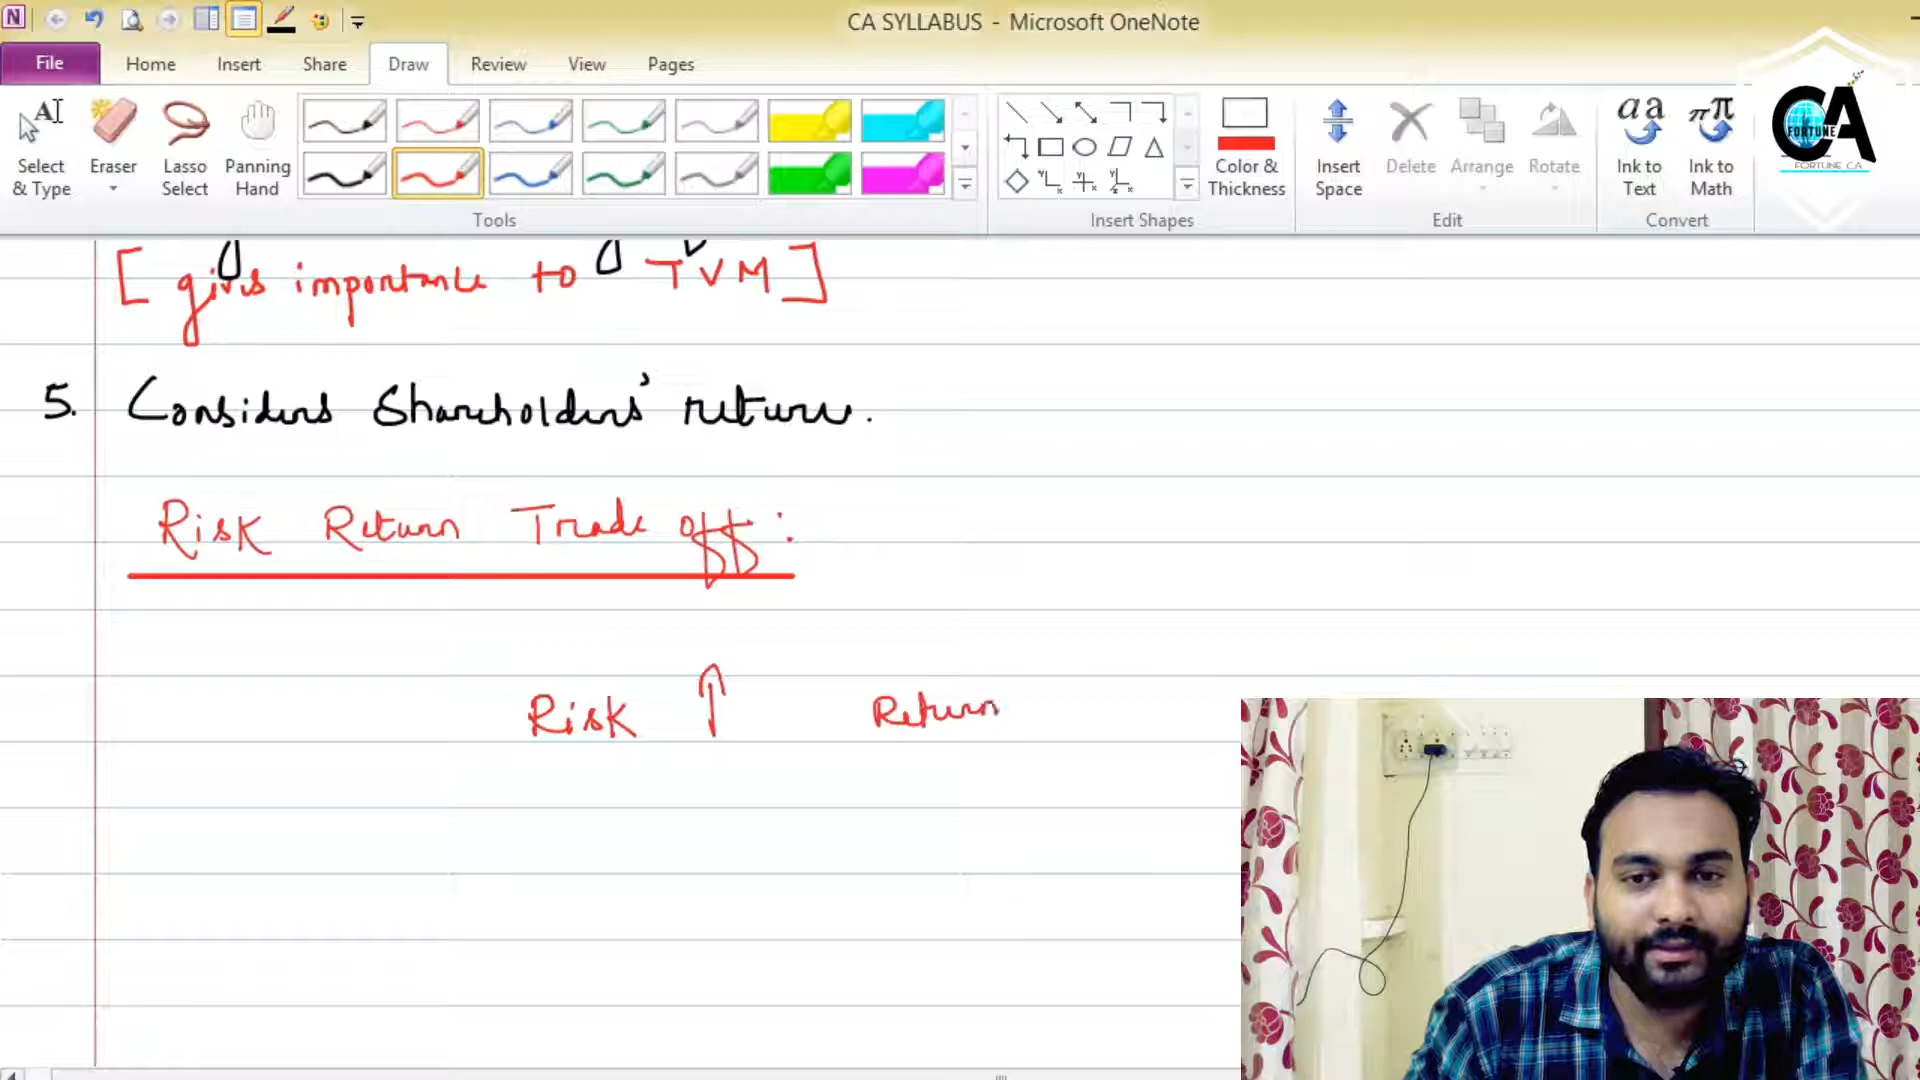 CA SYLLABUS - Microsoft OneNote
File Home Insert Share Draw Review View Pages
Select & Type
Eraser
Lasso Select
Panning Hand
Color & Thickness
Insert Space
Delete
Arrange
Rotate
Ink to Text
Ink to Math
Tools
Insert Shapes
Edit
Convert
CA
FORTUNE
FORTUNE CA
[ gives importance to TVM ]
5. Considers Shareholders' return.
Risk Return Trade off :
Risk ↑ Return